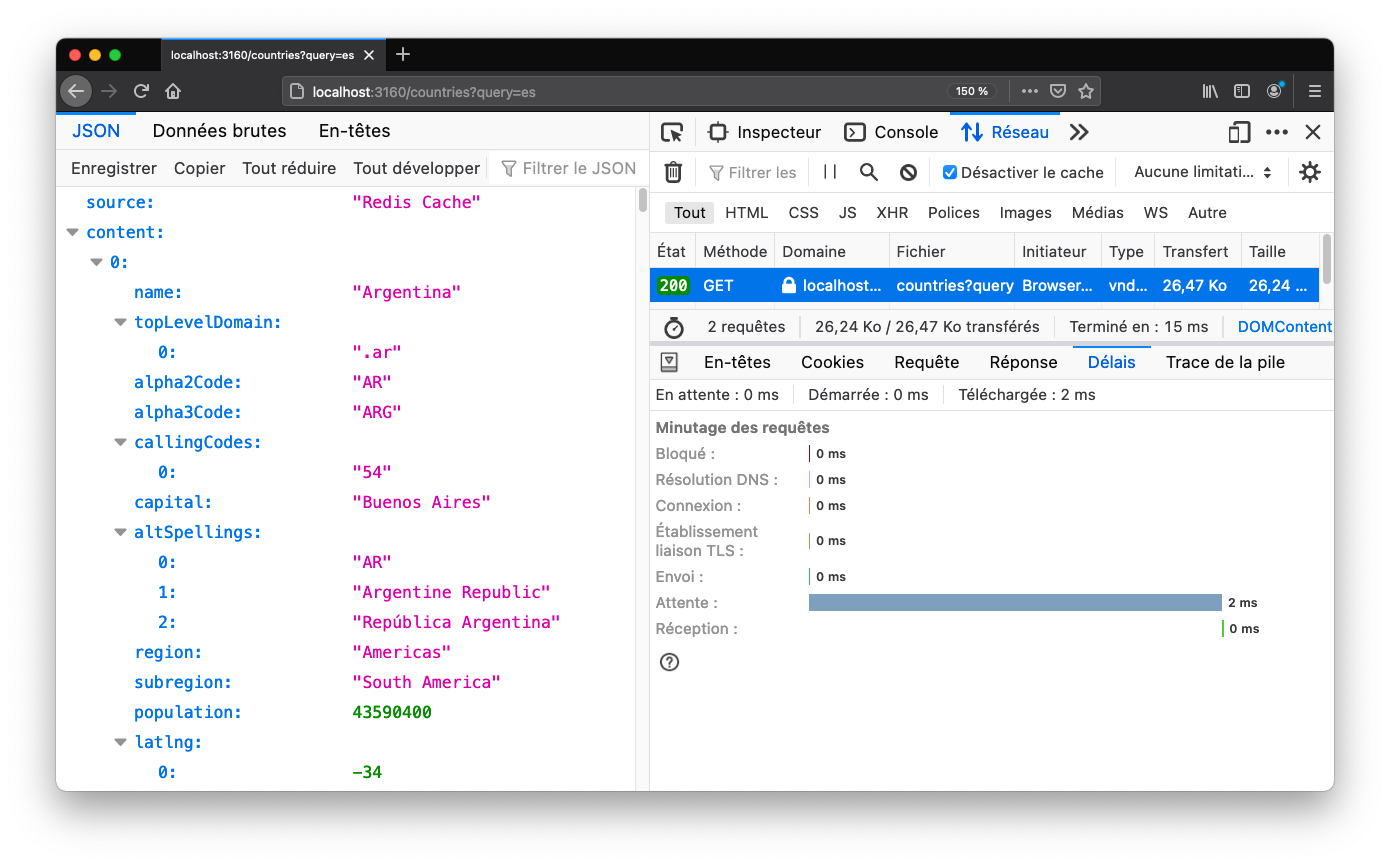 localhost:3160/countries?query=es
localhost:3160/countries?query=es
150 %
JSON Données brutes En-têtes
Enregistrer Copier Tout réduire Tout développer Filtrer le JSON
source: "Redis Cache"
content:
0:
name: "Argentina"
topLevelDomain:
0: ".ar"
alpha2Code: "AR"
alpha3Code: "ARG"
callingCodes:
0: "54"
capital: "Buenos Aires"
altSpellings:
0: "AR"
1: "Argentine Republic"
2: "República Argentina"
region: "Americas"
subregion: "South America"
population: 43590400
latlng:
0: -34
Inspecteur Console Réseau
Filtrer les Désactiver le cache Aucune limitati...
Tout HTML CSS JS XHR Polices Images Médias WS Autre
État Méthode Domaine Fichier Initiateur Type Transfert Taille
200 GET localhost... countries?query Browser... vnd... 26,47 Ko 26,24 ...
2 requêtes 26,24 Ko / 26,47 Ko transférés Terminé en : 15 ms DOMContent
En-têtes Cookies Requête Réponse Délais Trace de la pile
En attente : 0 ms Démarrée : 0 ms Téléchargée : 2 ms
Minutage des requêtes
Bloqué : 0 ms
Résolution DNS : 0 ms
Connexion : 0 ms
Établissement
liaison TLS : 0 ms
Envoi : 0 ms
Attente : 2 ms
Réception : 0 ms